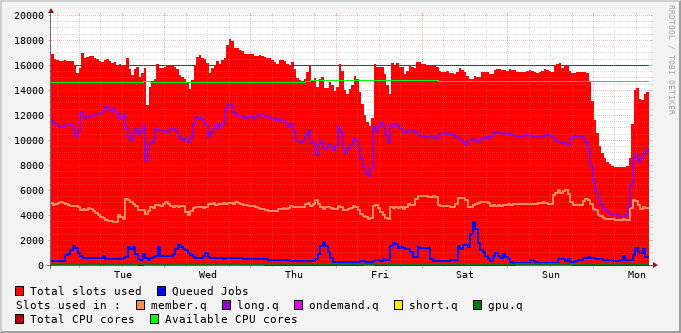 20000
18000
16000
14000
12000
10000
8000
6000
4000
2000
0
Tue Wed Thu Fri Sat Sun Mon
Total slots used Queued Jobs
Slots used in : member.q long.q ondemand.q short.q gpu.q
Total CPU cores Available CPU cores
RRDTOOL / TOBI OETIKER